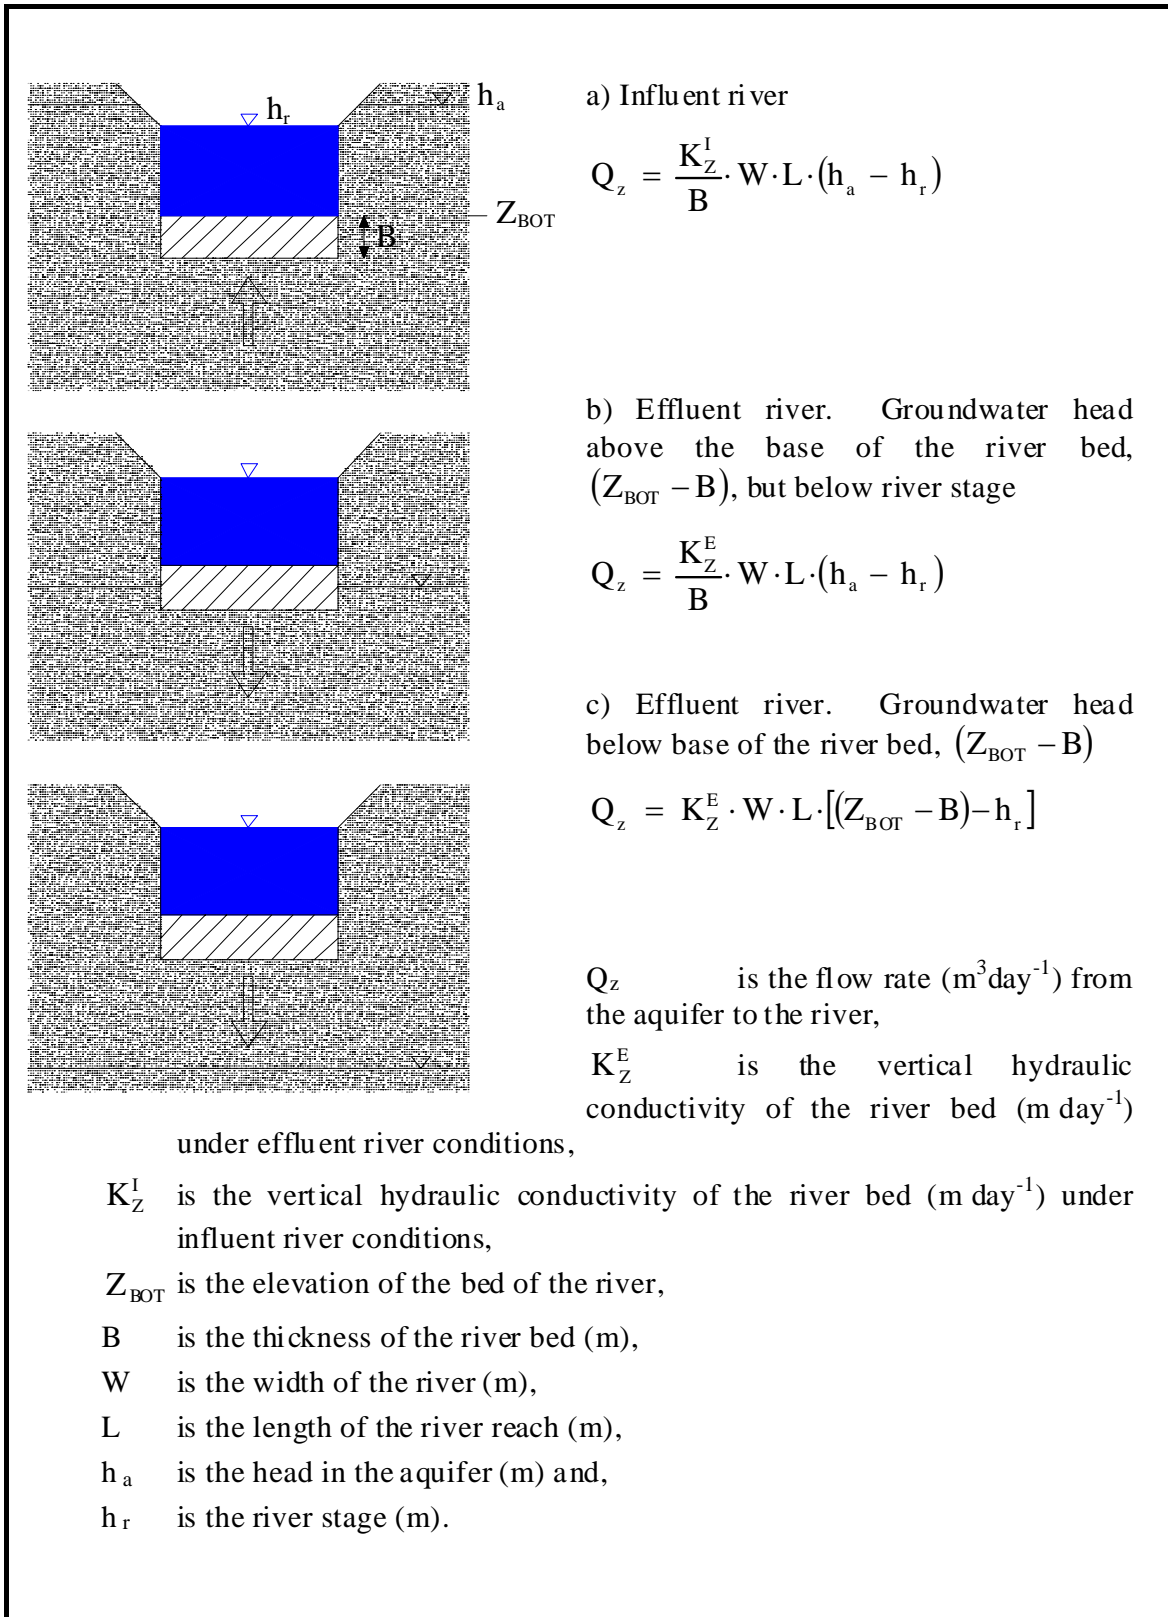 h_r
h_a
Z_BOT
B
a) Influent river
Q_z = K_Z^I / B · W · L · (h_a − h_r)
b) Effluent river. Groundwater head
above the base of the river bed,
(Z_BOT − B), but below river stage
Q_z = K_Z^E / B · W · L · (h_a − h_r)
c) Effluent river. Groundwater head
below base of the river bed, (Z_BOT − B)
Q_z = K_Z^E · W · L · [(Z_BOT − B) − h_r]
Q_z is the flow rate (m³day⁻¹) from
the aquifer to the river,
K_Z^E is the vertical hydraulic
conductivity of the river bed (m day⁻¹)
under effluent river conditions,
K_Z^I is the vertical hydraulic conductivity of the river bed (m day⁻¹) under
influent river conditions,
Z_BOT is the elevation of the bed of the river,
B is the thickness of the river bed (m),
W is the width of the river (m),
L is the length of the river reach (m),
h_a is the head in the aquifer (m) and,
h_r is the river stage (m).